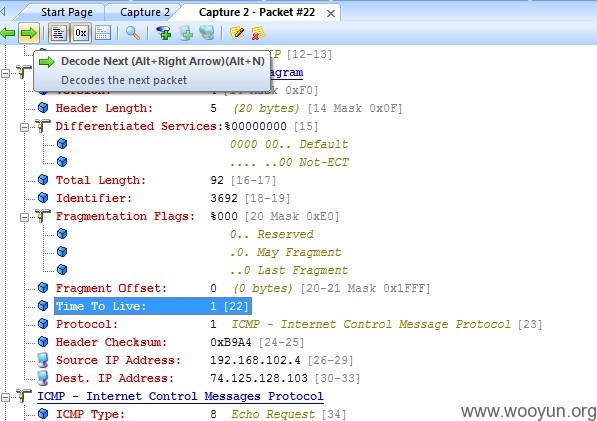 Start Page Capture 2 Capture 2 - Packet #22
IP [12-13]
Decode Next (Alt+Right Arrow)(Alt+N)
Decodes the next packet
agram
[14 Mask 0xF0]
Header Length: 5 (20 bytes) [14 Mask 0x0F]
Differentiated Services:%00000000 [15]
0000 00.. Default
.... ..00 Not-ECT
Total Length: 92 [16-17]
Identifier: 3692 [18-19]
Fragmentation Flags: %000 [20 Mask 0xE0]
0.. Reserved
.0. May Fragment
..0 Last Fragment
Fragment Offset: 0 (0 bytes) [20-21 Mask 0x1FFF]
Time To Live: 1 [22]
Protocol: 1 ICMP - Internet Control Message Protocol [23]
Header Checksum: 0xB9A4 [24-25]
Source IP Address: 192.168.102.4 [26-29]
Dest. IP Address: 74.125.128.103 [30-33]
ICMP - Internet Control Messages Protocol
ICMP Type: 8 Echo Request [34]
www.wooyun.org